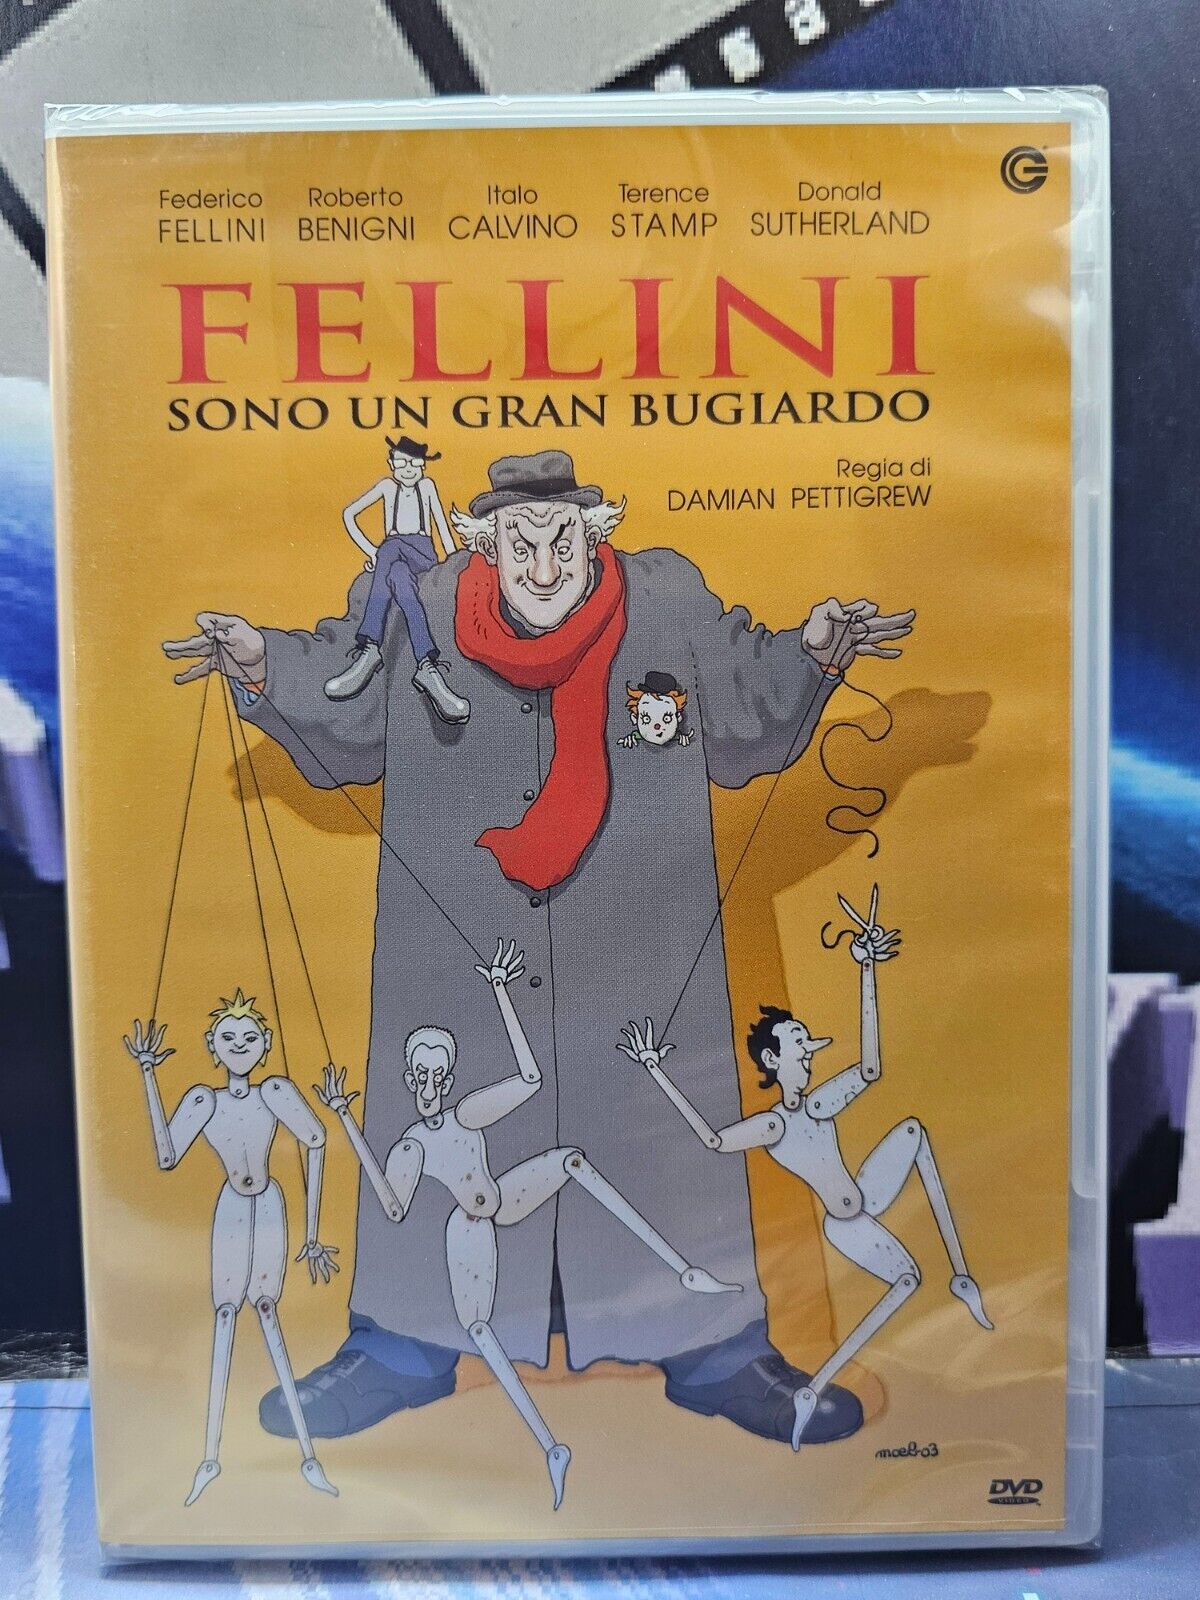 Federico Roberto Italo Terence Donald
FELLINI BENIGNI CALVINO STAMP SUTHERLAND
FELLINI
SONO UN GRAN BUGIARDO
Regia di
DAMIAN PETTIGREW
moeb-03
DVD
VIDEO